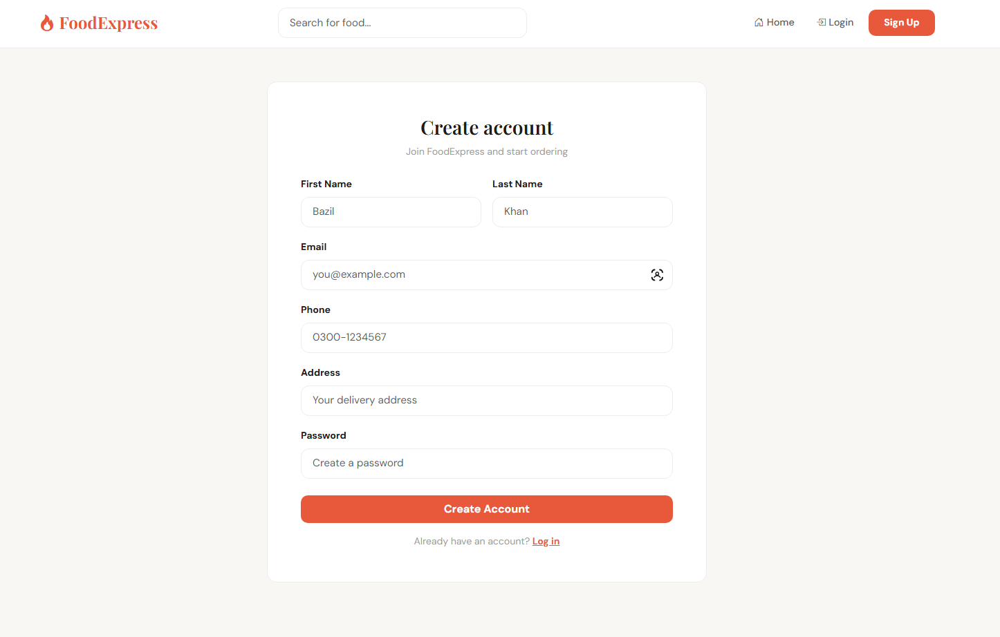 FoodExpress
Search for food...
Home
Login
Sign Up
Create account
Join FoodExpress and start ordering
First Name
Last Name
Bazil
Khan
Email
you@example.com
Phone
0300-1234567
Address
Your delivery address
Password
Create a password
Create Account
Already have an account? Log in